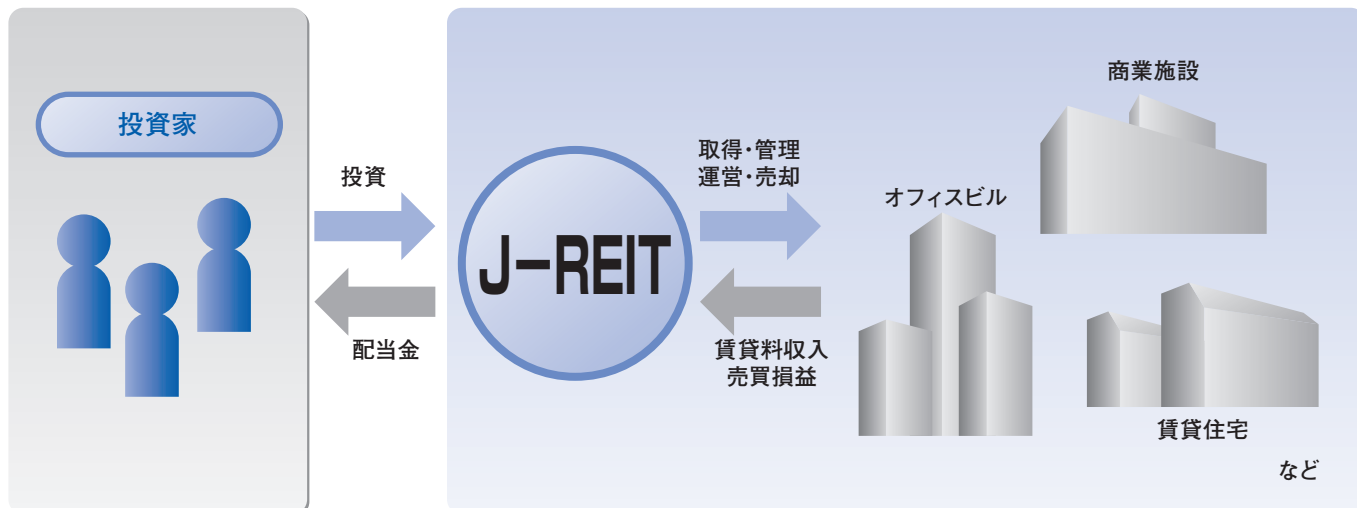 投資家
投資
配当金
J-REIT
取得・管理
運営・売却
賃貸料収入
売買損益
商業施設
オフィスビル
賃貸住宅
など